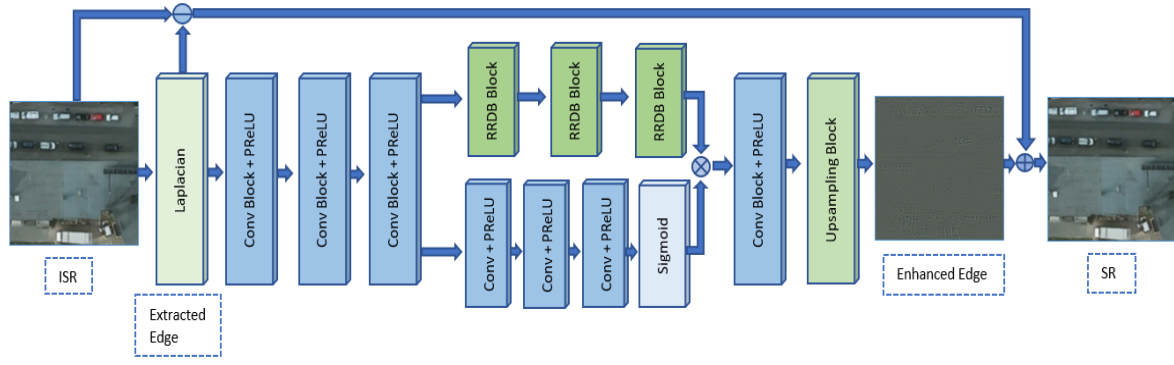 RRDB Block
RRDB Block
RRDB Block
Laplacian
Conv Block + PReLU
Conv Block + PReLU
Conv Block + PReLU
Conv + PReLU
Conv + PReLU
Conv + PReLU
Sigmoid
Conv Block + PReLU
Upsampling Block
ISR
Extracted
Edge
Enhanced Edge
SR